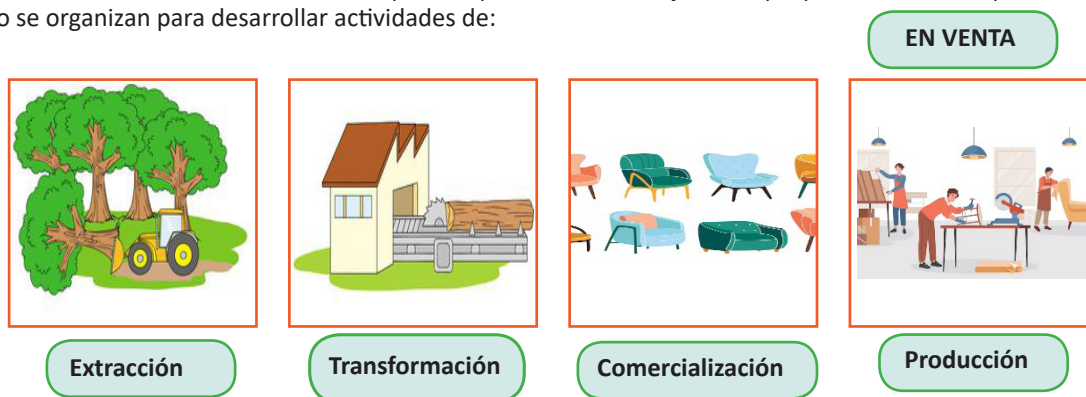 o se organizan para desarrollar actividades de:
EN VENTA
Extracción
Transformación
Comercialización
Producción